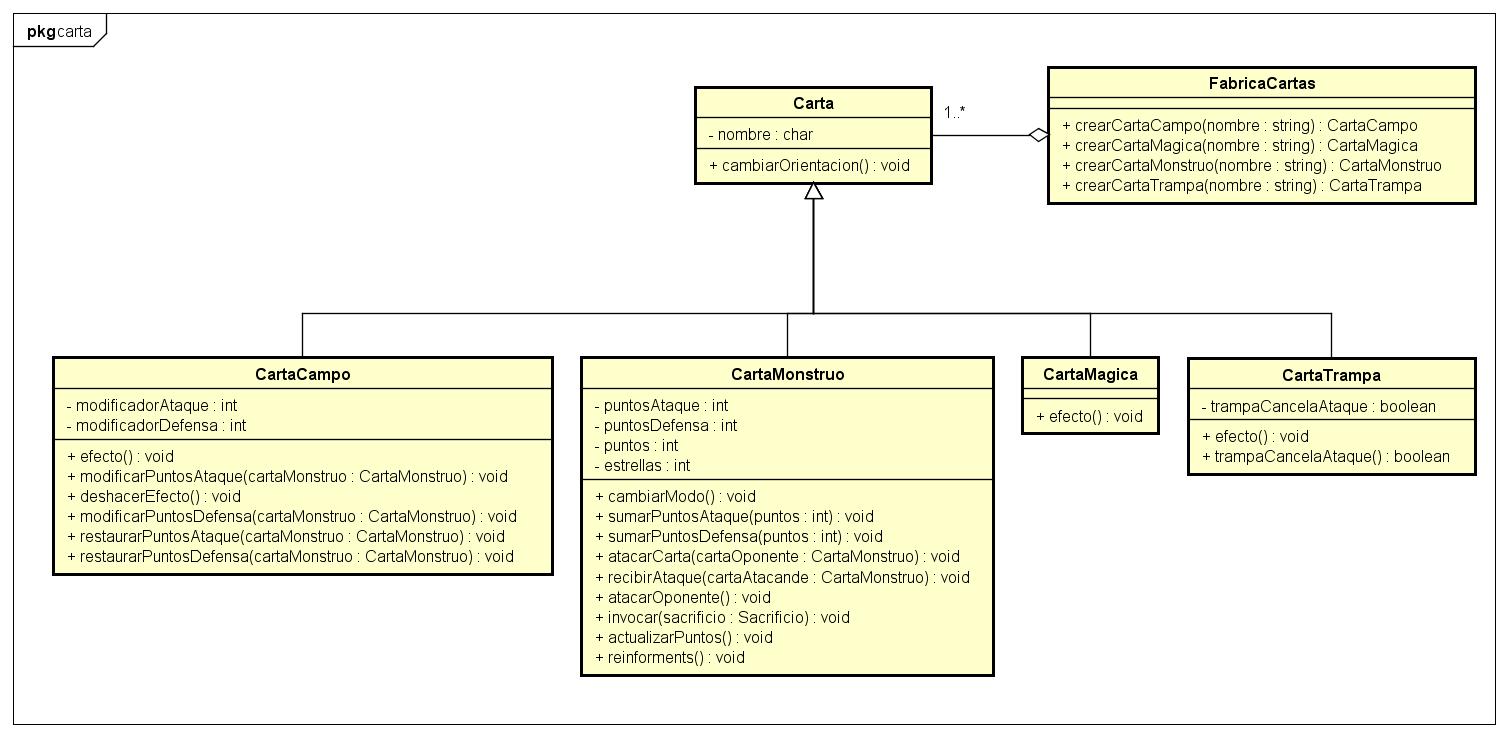 pkg carta
Carta
- nombre : char
+ cambiarOrientacion() : void
1..*
FabricaCartas
+ crearCartaCampo(nombre : string) : CartaCampo
+ crearCartaMagica(nombre : string) : CartaMagica
+ crearCartaMonstruo(nombre : string) : CartaMonstruo
+ crearCartaTrampa(nombre : string) : CartaTrampa
CartaCampo
- modificadorAtaque : int
- modificadorDefensa : int
+ efecto() : void
+ modificarPuntosAtaque(cartaMonstruo : CartaMonstruo) : void
+ deshacerEfecto() : void
+ modificarPuntosDefensa(cartaMonstruo : CartaMonstruo) : void
+ restaurarPuntosAtaque(cartaMonstruo : CartaMonstruo) : void
+ restaurarPuntosDefensa(cartaMonstruo : CartaMonstruo) : void
CartaMonstruo
- puntosAtaque : int
- puntosDefensa : int
- puntos : int
- estrellas : int
+ cambiarModo() : void
+ sumarPuntosAtaque(puntos : int) : void
+ sumarPuntosDefensa(puntos : int) : void
+ atacarCarta(cartaOponente : CartaMonstruo) : void
+ recibirAtaque(cartaAtacande : CartaMonstruo) : void
+ atacarOponente() : void
+ invocar(sacrificio : Sacrificio) : void
+ actualizarPuntos() : void
+ reinforments() : void
CartaMagica
+ efecto() : void
CartaTrampa
- trampaCancelaAtaque : boolean
+ efecto() : void
+ trampaCancelaAtaque() : boolean